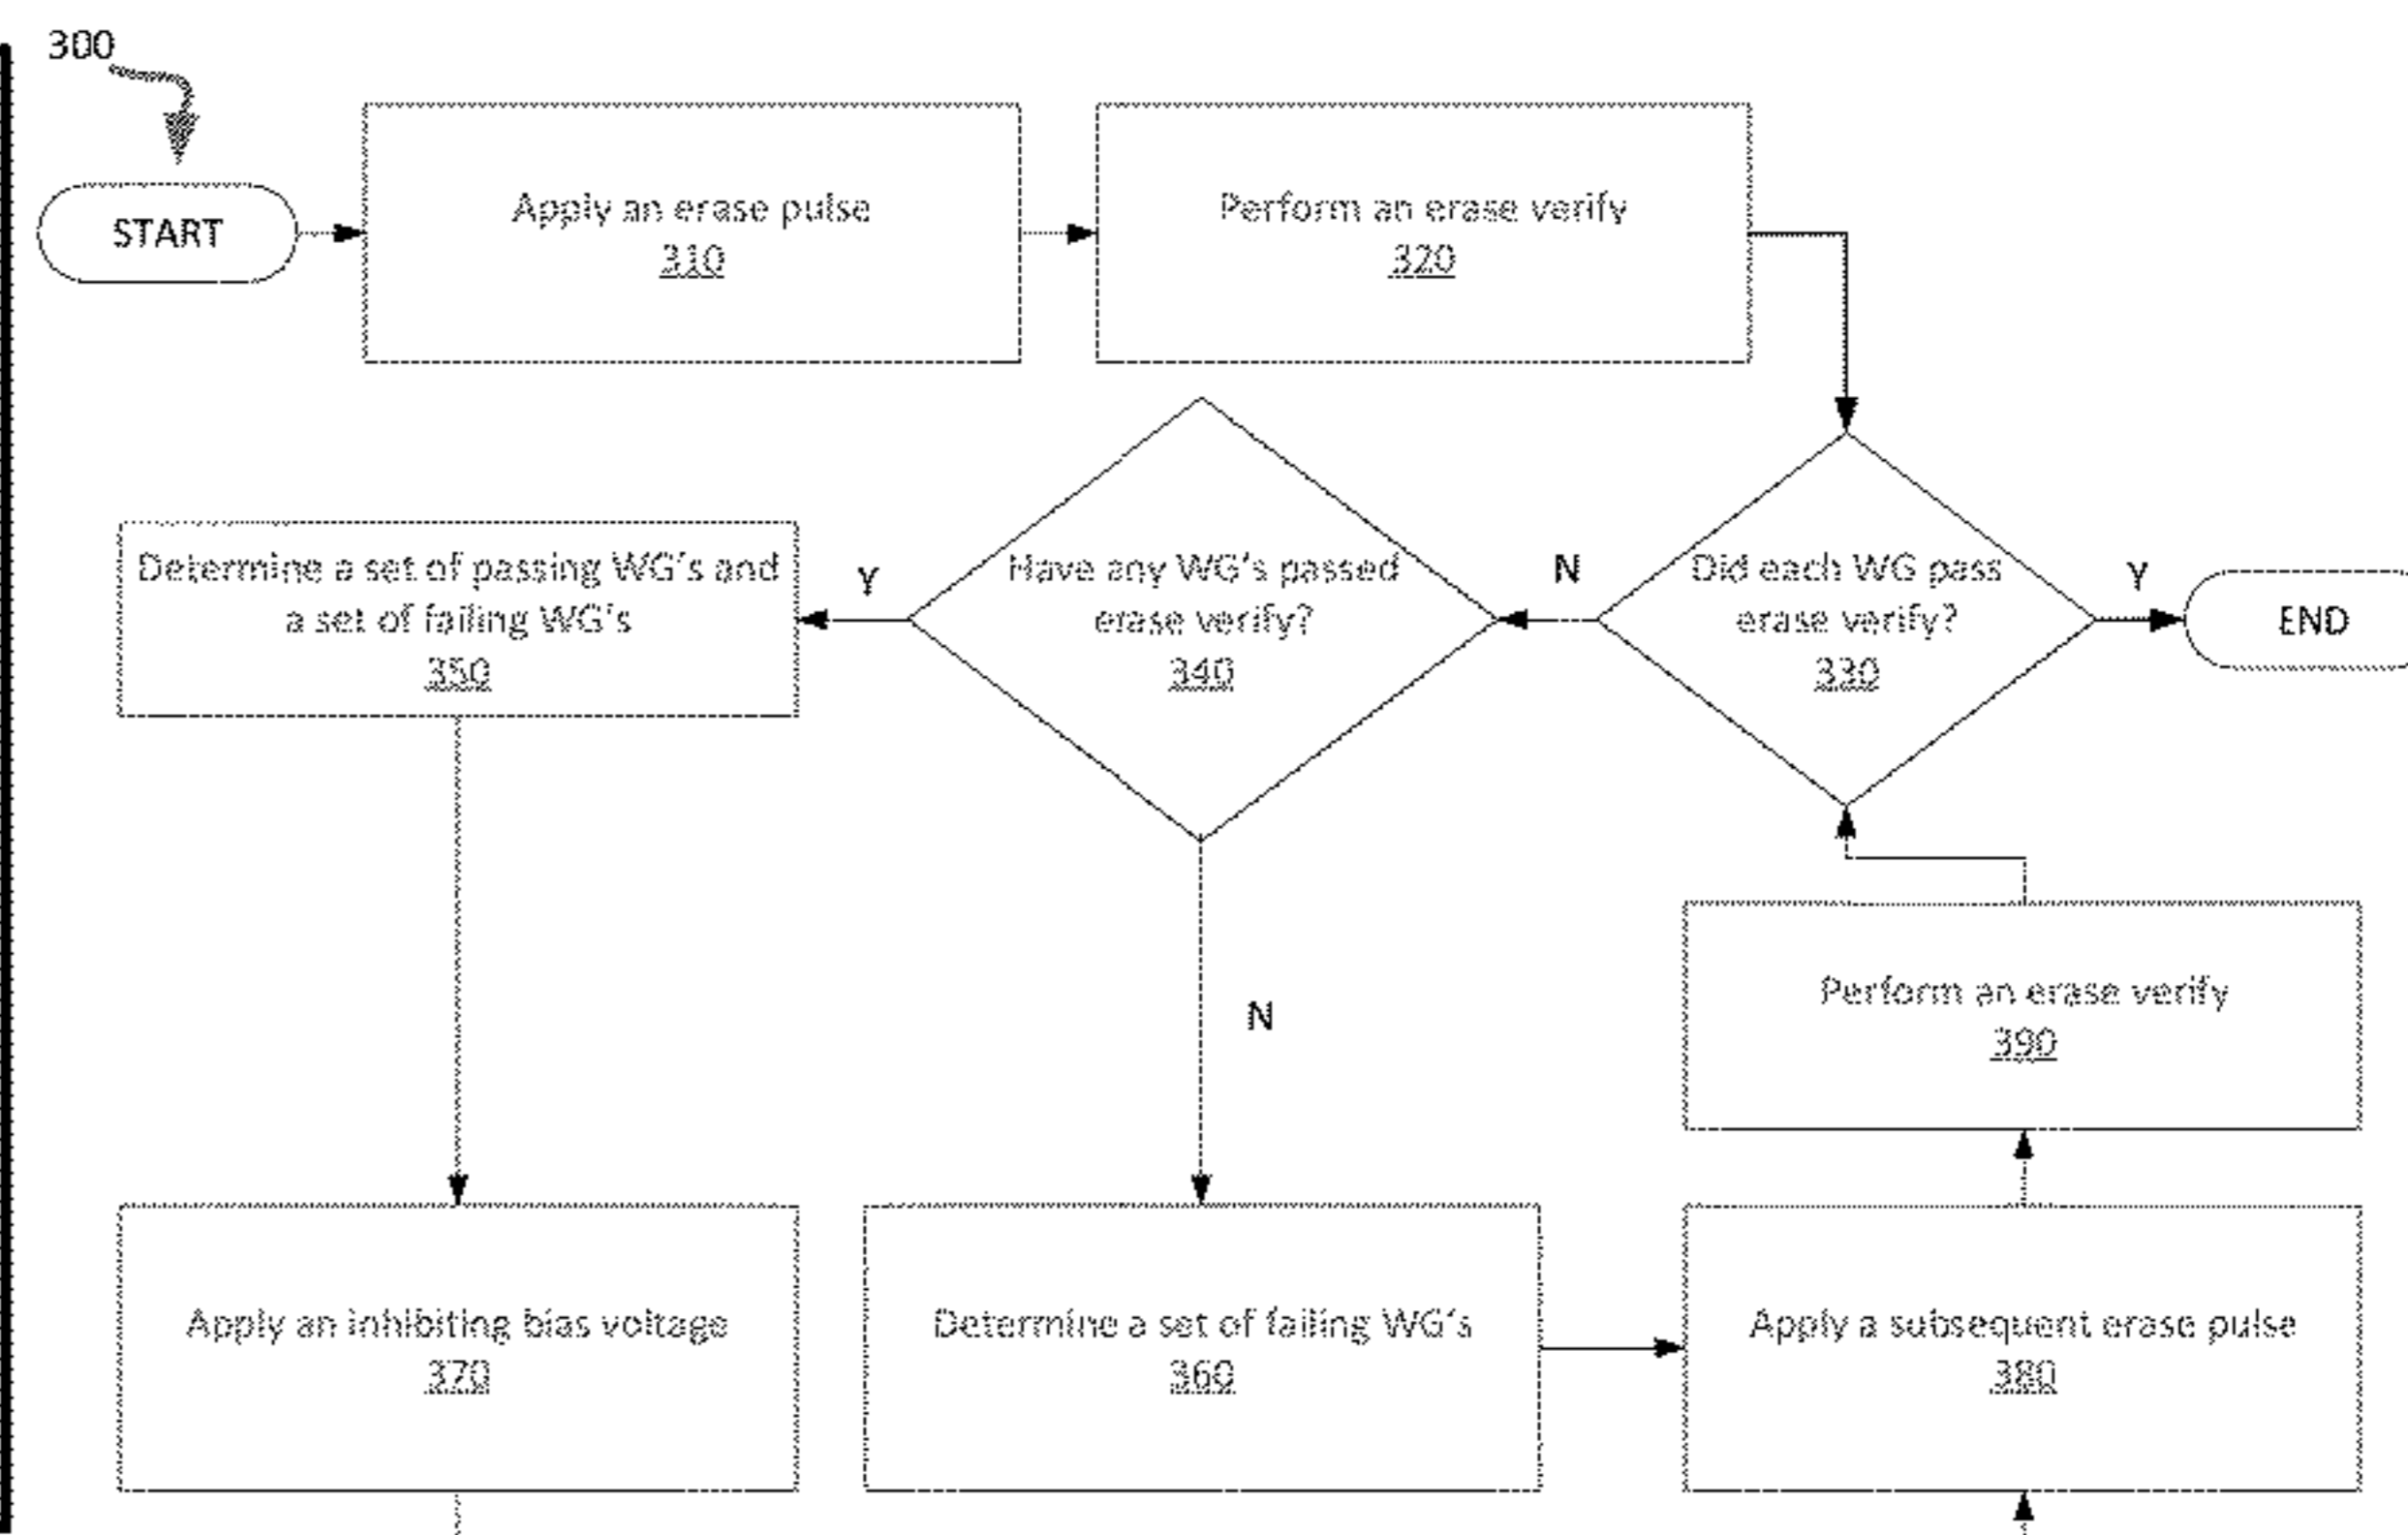 300
START
Apply an erase pulse
310
Perform an erase verify
320
Did each WG pass
erase verify?
330
Y
END
N
Have any WG's passed
erase verify?
340
Y
Determine a set of passing WG's and
a set of failing WG's
350
N
Perform an erase verify
390
Apply an inhibiting bias voltage
370
Determine a set of failing WG's
360
Apply a subsequent erase pulse
380